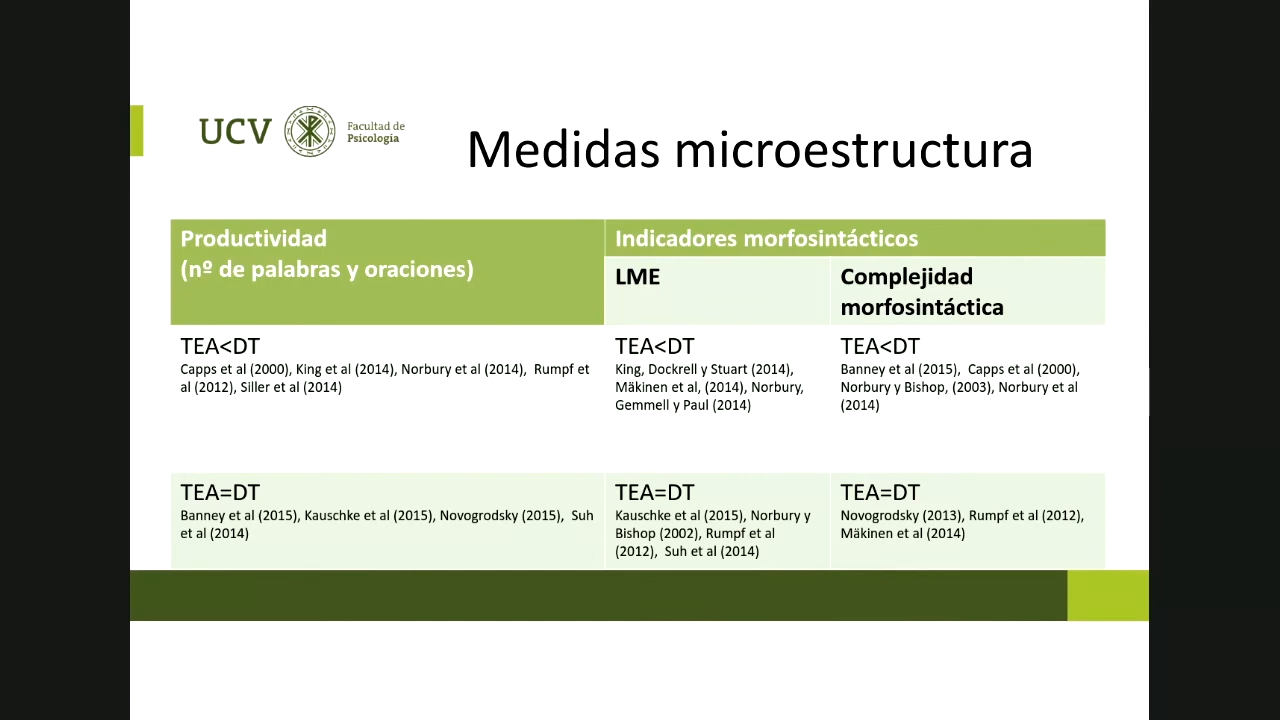 UCV
Facultad de
Psicología
Medidas microestructura
Productividad
(nº de palabras y oraciones)
Indicadores morfosintácticos
LME
Complejidad
morfosintáctica
TEA<DT
Capps et al (2000), King et al (2014), Norbury et al (2014), Rumpf et
al (2012), Siller et al (2014)
TEA<DT
King, Dockrell y Stuart (2014),
Mäkinen et al, (2014), Norbury,
Gemmell y Paul (2014)
TEA<DT
Banney et al (2015), Capps et al (2000),
Norbury y Bishop, (2003), Norbury et al
(2014)
TEA=DT
Banney et al (2015), Kauschke et al (2015), Novogrodsky (2015), Suh
et al (2014)
TEA=DT
Kauschke et al (2015), Norbury y
Bishop (2002), Rumpf et al
(2012), Suh et al (2014)
TEA=DT
Novogrodsky (2013), Rumpf et al (2012),
Mäkinen et al (2014)